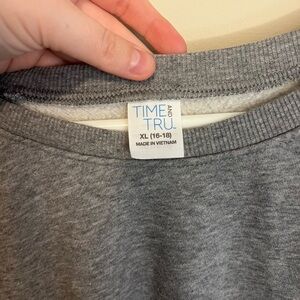 TIME AND
TRU
XL (16-18)
MADE IN VIETNAM